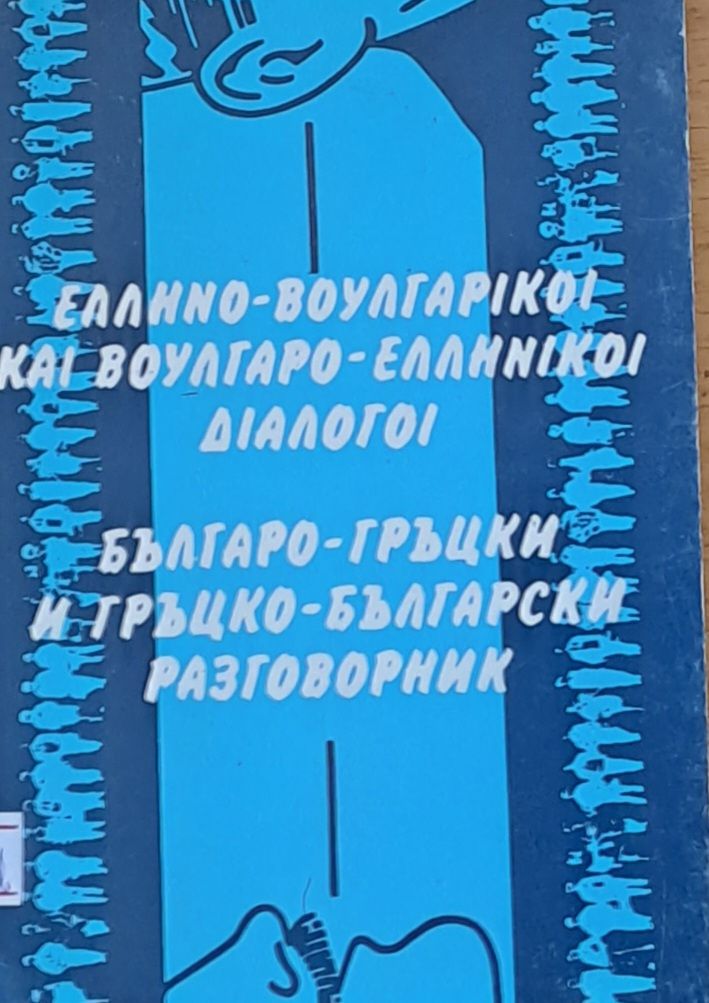 ΕΛΛΗΝΟ-ΒΟΥΛΓΑΡΙΚΟΙ
ΚΑΙ ΒΟΥΛΓΑΡΟ-ΕΛΛΗΝΙΚΟΙ
ΔΙΑΛΟΓΟΙ
БЪЛГАРО-ГРЪЦКИ
И ГРЪЦКО-БЪЛГАРСКИ
РАЗГОВОРНИК